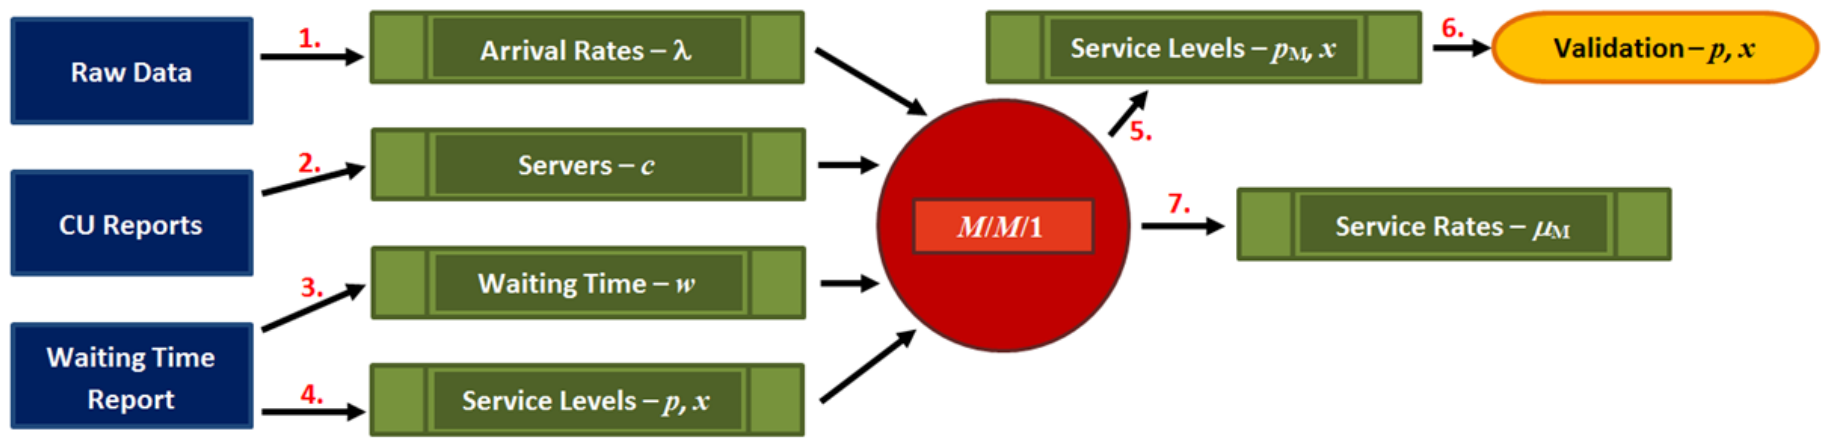 Raw Data
1.
Arrival Rates – λ
CU Reports
2.
Servers – c
Waiting Time
Report
3.
Waiting Time – w
4.
Service Levels – p, x
M/M/1
5.
Service Levels – pM, x
6.
Validation – p, x
7.
Service Rates – μM